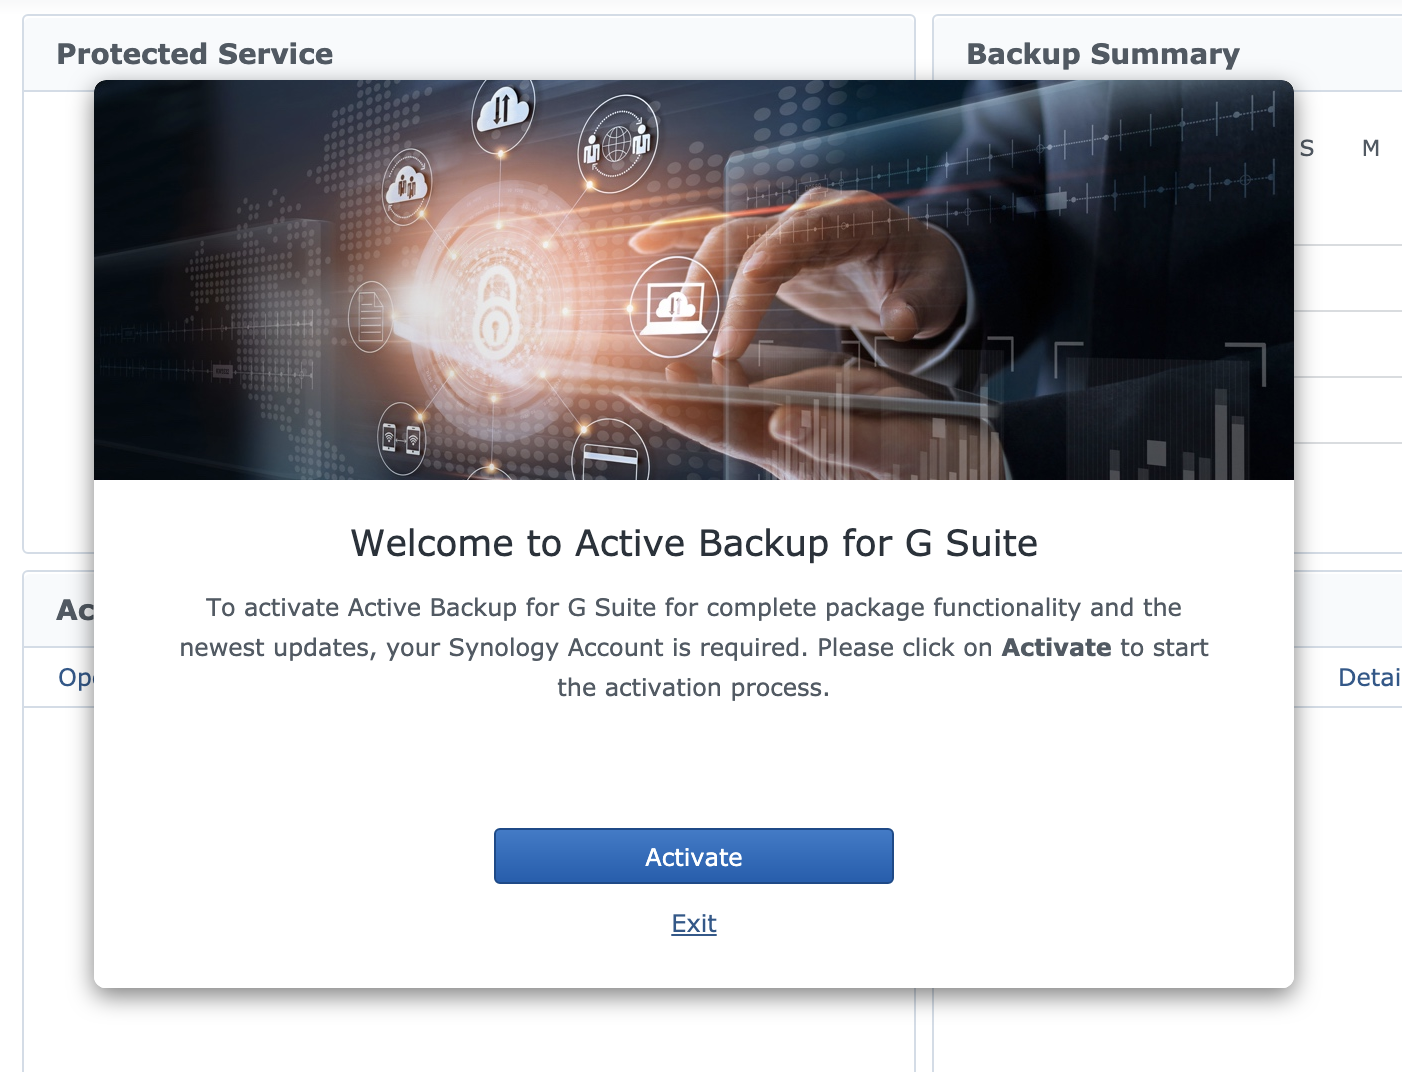 Protected Service
Backup Summary
S M
Welcome to Active Backup for G Suite
To activate Active Backup for G Suite for complete package functionality and the
newest updates, your Synology Account is required. Please click on Activate to start
the activation process.
Activate
Exit
Ac
Ope
Detai